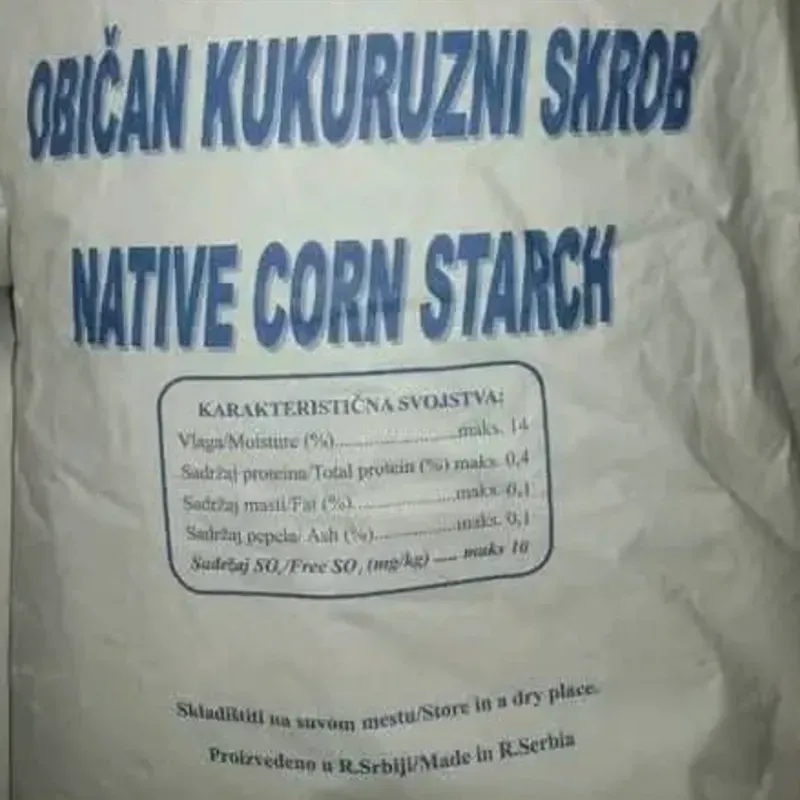 OBIČAN KUKURUZNI SKROB
NATIVE CORN STARCH
KARAKTERISTIČNA SVOJSTVA:
Vlaga/Moisture (%)......................maks. 14
Sadržaj proteina/Total protein (%) maks. 0,4
Sadržaj masti/Fat (%)..................maks. 0,1
Sadržaj pepela/ Ash (%)...............maks. 0,1
Sadržaj SO₂/Free SO₂ (mg/kg) ..... maks 10
Skladištiti na suvom mestu/Store in a dry place.
Proizvedeno u R.Srbiji/Made in R.Serbia